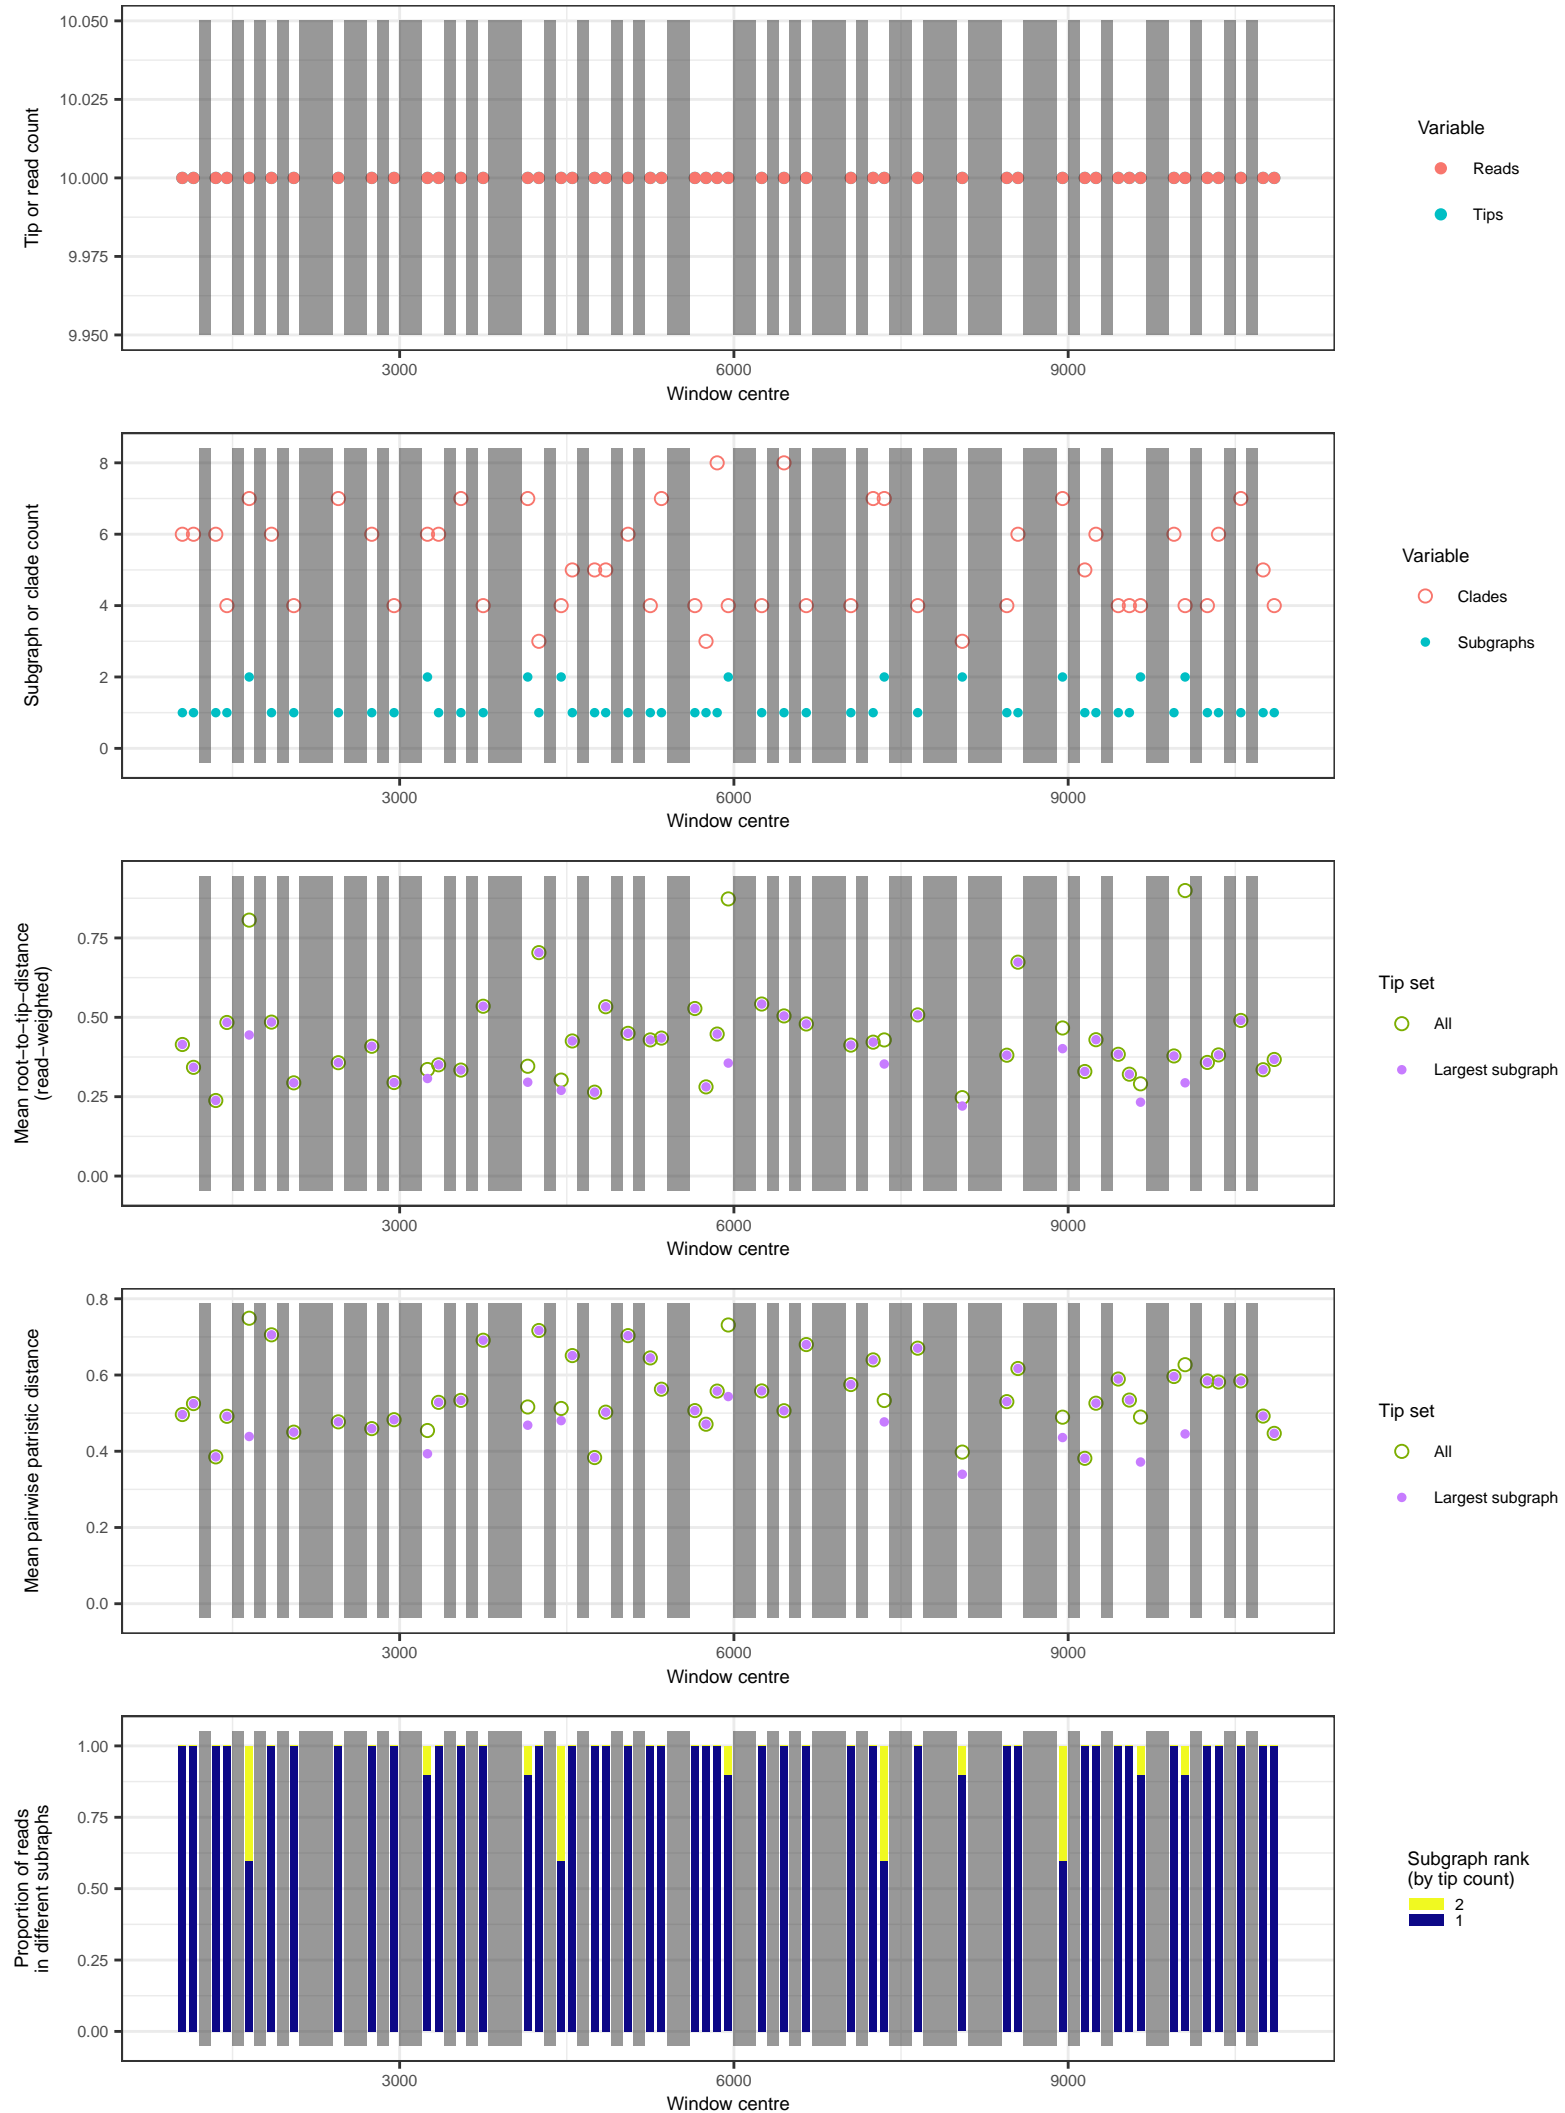 10.050
10.025
10.000
9.975
9.950
Tip or read count
3000 6000 9000
Window centre
Variable
Reads
Tips
8
6
4
2
0
Subgraph or clade count
3000 6000 9000
Window centre
Variable
Clades
Subgraphs
0.75
0.50
0.25
0.00
Mean root−to−tip−distance
(read−weighted)
3000 6000 9000
Window centre
Tip set
All
Largest subgraph
0.8
0.6
0.4
0.2
0.0
Mean pairwise patristic distance
3000 6000 9000
Window centre
Tip set
All
Largest subgraph
1.00
0.75
0.50
0.25
0.00
Proportion of reads
in different subraphs
3000 6000 9000
Window centre
Subgraph rank
(by tip count)
2
1